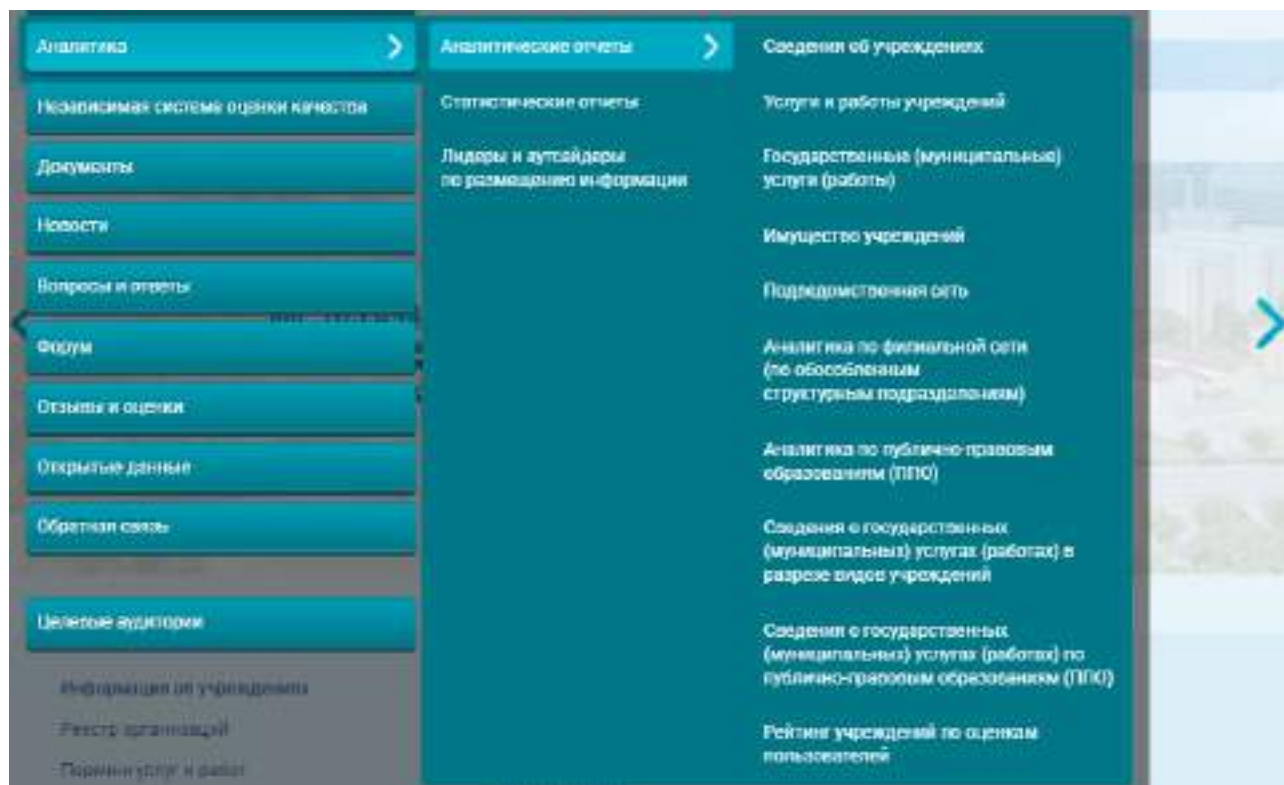 Аналитика
Независимая система оценки качества
Документы
Новости
Вопросы и ответы
Форум
Отзывы и оценки
Открытые данные
Обратная связь
Целевые аудитории
Информация об учреждениях
Реестр организаций
Перечни услуг и работ
Аналитические отчеты
Статистические отчеты
Лидеры и аутсайдеры
по размещению информации
Сведения об учреждениях
Услуги и работы учреждений
Государственные (муниципальные)
услуги (работы)
Имущество учреждений
Подведомственная сеть
Аналитика по филиальной сети
(по обособленным
структурным подразделениям)
Аналитика по публично-правовым
образованиям (ППО)
Сведения о государственных
(муниципальных) услугах (работах) в
разрезе видов учреждений
Сведения о государственных
(муниципальных) услугах (работах) по
публично-правовым образованиям (ППО)
Рейтинг учреждений по оценкам
пользователей